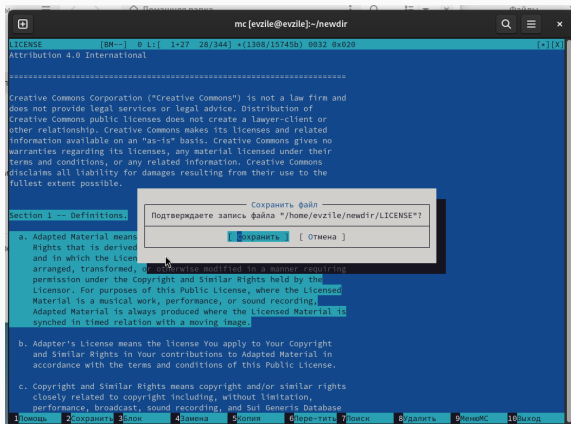 Домашняя папка
Файлы
mc [evzile@evzile]:~/newdir
LICENSE [BM--] 0 L:[ 1+27 28/344] *(1308/15745b) 0032 0x020 [*][X]
Attribution 4.0 International
=======================================================================
Creative Commons Corporation ("Creative Commons") is not a law firm and
does not provide legal services or legal advice. Distribution of
Creative Commons public licenses does not create a lawyer-client or
other relationship. Creative Commons makes its licenses and related
information available on an "as-is" basis. Creative Commons gives no
warranties regarding its licenses, any material licensed under their
terms and conditions, or any related information. Creative Commons
disclaims all liability for damages resulting from their use to the
fullest extent possible.
Сохранить файл
Подтверждаете запись файла "/home/evzile/newdir/LICENSE"?
[ Сохранить ] [ Отмена ]
Section 1 -- Definitions.
a. Adapted Material means
Rights that is derived
and in which the Licen
arranged, transformed, or otherwise modified in a manner requiring
permission under the Copyright and Similar Rights held by the
Licensor. For purposes of this Public License, where the Licensed
Material is a musical work, performance, or sound recording,
Adapted Material is always produced where the Licensed Material is
synched in timed relation with a moving image.
b. Adapter's License means the license You apply to Your Copyright
and Similar Rights in Your contributions to Adapted Material in
accordance with the terms and conditions of this Public License.
c. Copyright and Similar Rights means copyright and/or similar rights
closely related to copyright including, without limitation,
performance, broadcast, sound recording, and Sui Generis Database
1Помощь 2Сохранить 3Блок 4Замена 5Копия 6Пере-тить 7Поиск 8Удалить 9МенюMC 10Выход